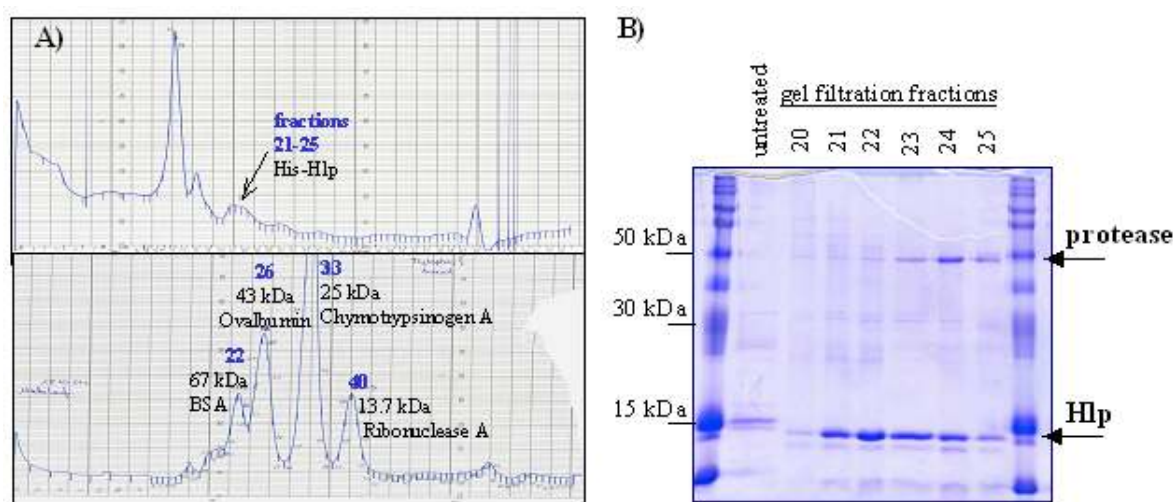 A)
fractions
21-25
His-Hlp
26
43 kDa
Ovalbumin
33
25 kDa
Chymotrypsinogen A
22
67 kDa
BSA
40
13.7 kDa
Ribonuclease A
B)
untreated
gel filtration fractions
20
21
22
23
24
25
50 kDa
protease
30 kDa
15 kDa
Hlp